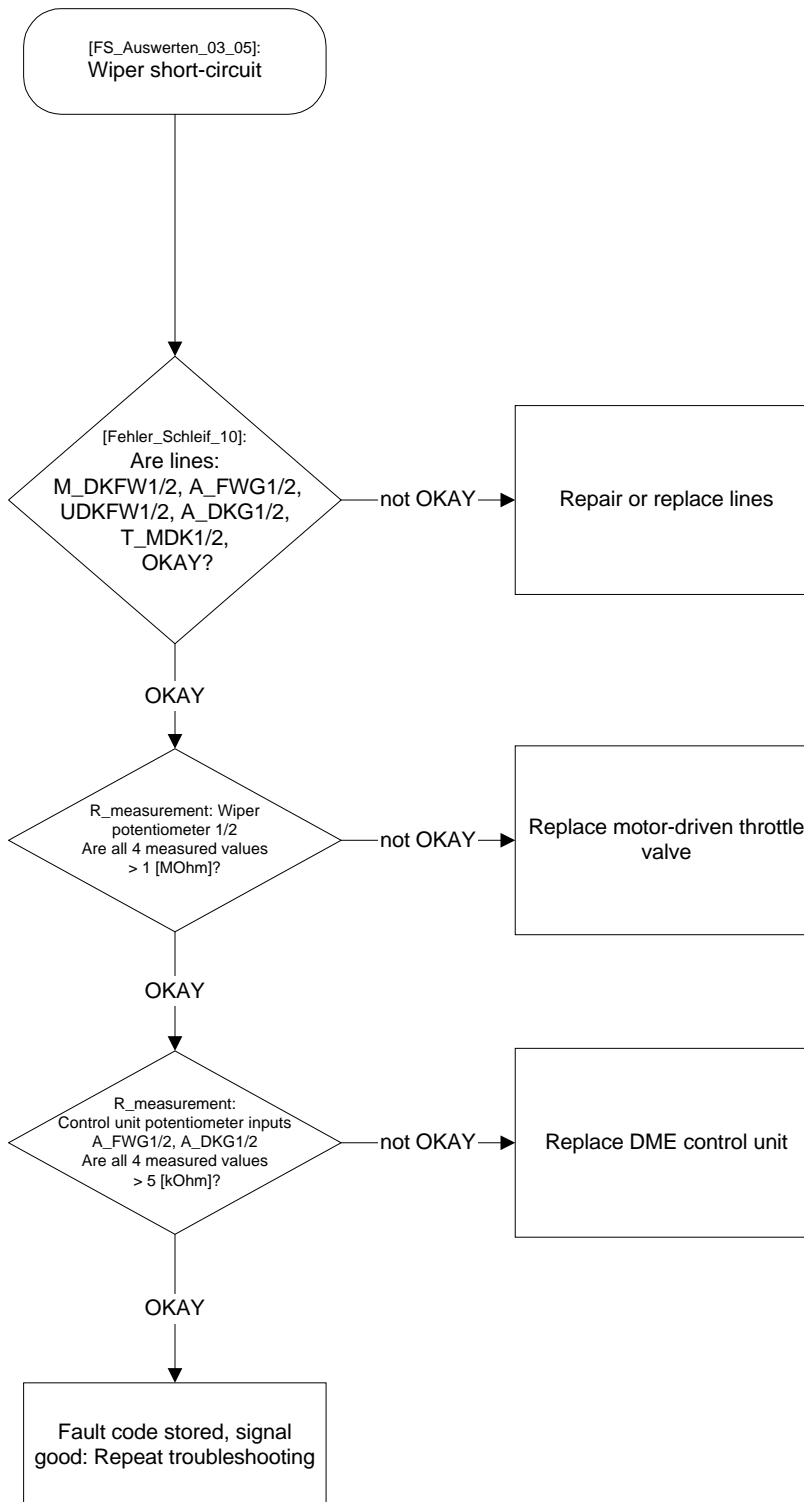 [FS_Auswerten_03_05]:
Wiper short-circuit
[Fehler_Schleif_10]:
Are lines:
M_DKFW1/2, A_FWG1/2,
UDKFW1/2, A_DKG1/2,
T_MDK1/2,
OKAY?
not OKAY
Repair or replace lines
OKAY
R_measurement: Wiper
potentiometer 1/2
Are all 4 measured values
> 1 [MOhm]?
not OKAY
Replace motor-driven throttle
valve
OKAY
R_measurement:
Control unit potentiometer inputs
A_FWG1/2, A_DKG1/2
Are all 4 measured values
> 5 [kOhm]?
not OKAY
Replace DME control unit
OKAY
Fault code stored, signal
good: Repeat troubleshooting